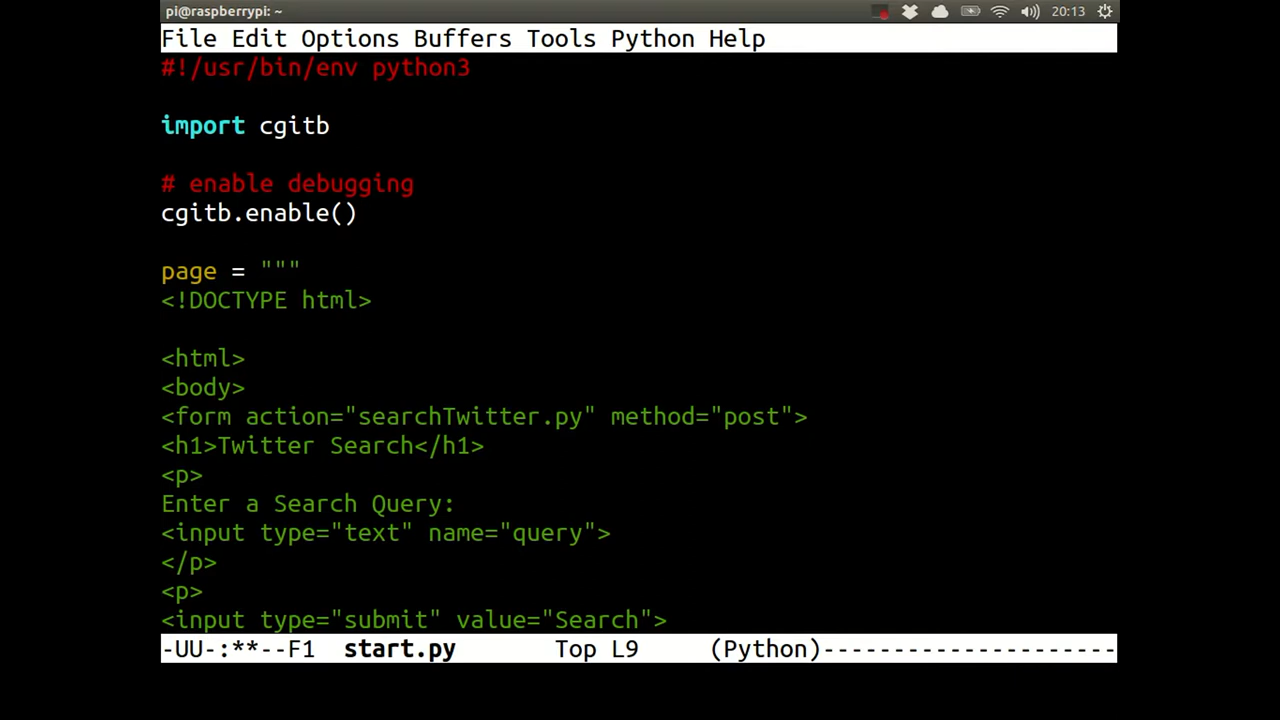 pi@raspberrypi: ~ 20:13
File Edit Options Buffers Tools Python Help
#!/usr/bin/env python3
import cgitb
# enable debugging
cgitb.enable()
page = """
<!DOCTYPE html>
<html>
<body>
<form action="searchTwitter.py" method="post">
<h1>Twitter Search</h1>
<p>
Enter a Search Query:
<input type="text" name="query">
</p>
<p>
<input type="submit" value="Search">
-UU-:**--F1 start.py Top L9 (Python)---------------------